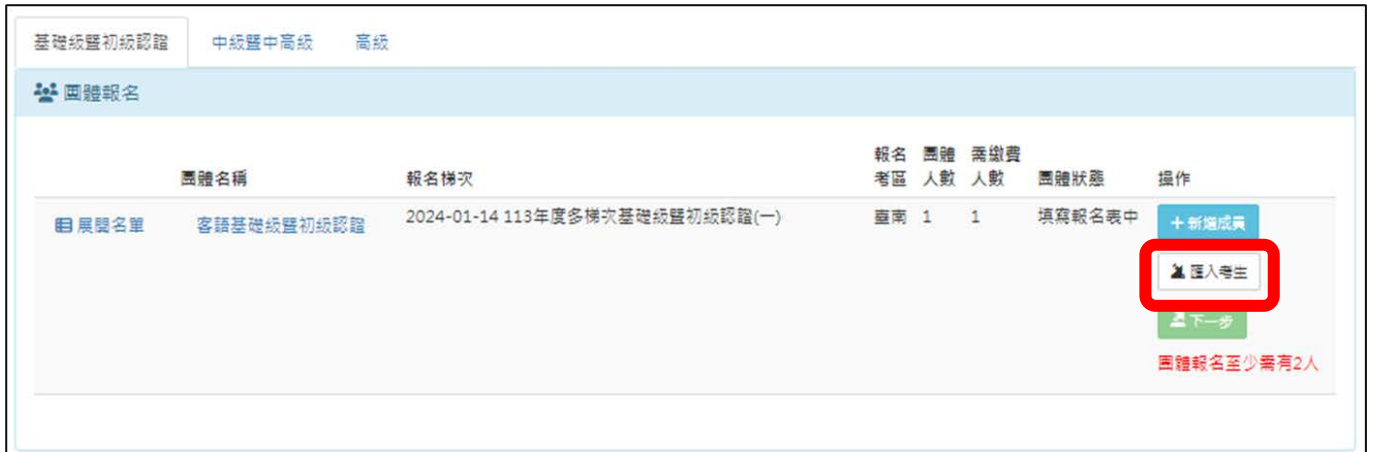 基礎級暨初級認證 中級暨中高級 高級
團體報名
團體名稱 報名梯次 報名考區 團體人數 需繳費人數 團體狀態 操作
展開名單 客語基礎級暨初級認證 2024-01-14 113年度多梯次基礎級暨初級認證(一) 臺南 1 1 填寫報名表中 +新增成員
匯入考生
下一步
團體報名至少需有2人